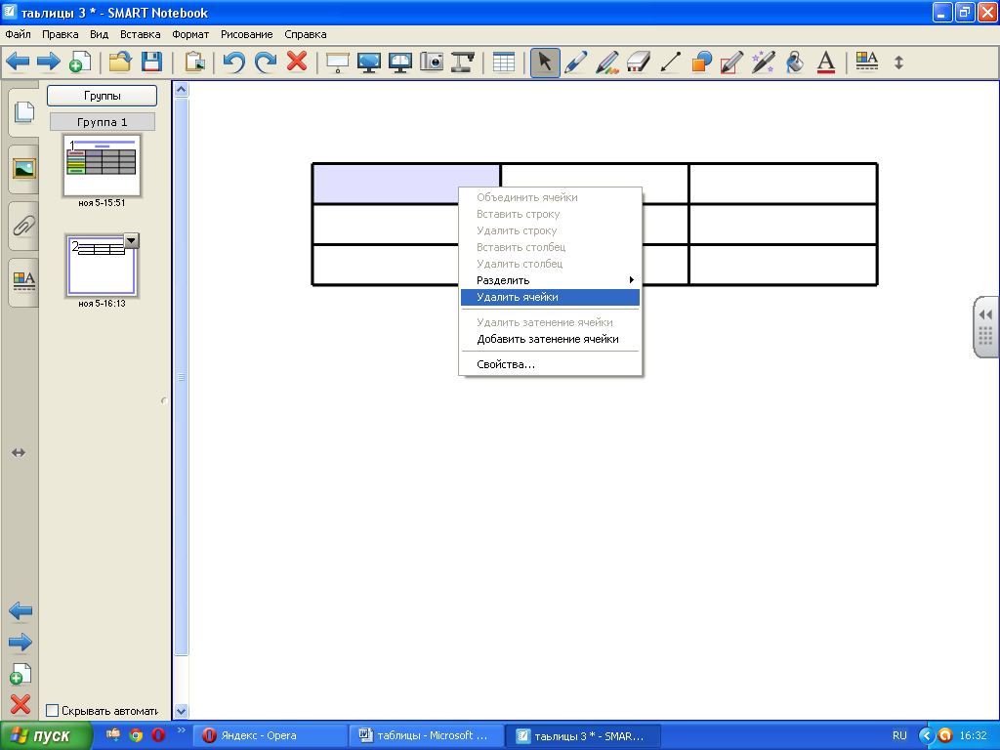 таблицы 3 * - SMART Notebook
Файл Правка Вид Вставка Формат Рисование Справка
Группы
Группа 1
1
ноя 5-15:51
2
ноя 5-16:13
Объединить ячейки
Вставить строку
Удалить строку
Вставить столбец
Удалить столбец
Разделить
Удалить ячейки
Удалить затенение ячейки
Добавить затенение ячейки
Свойства...
Скрывать автомати
пуск
Яндекс - Opera
таблицы - Microsoft ...
таблицы 3 * - SMAR...
RU
16:32